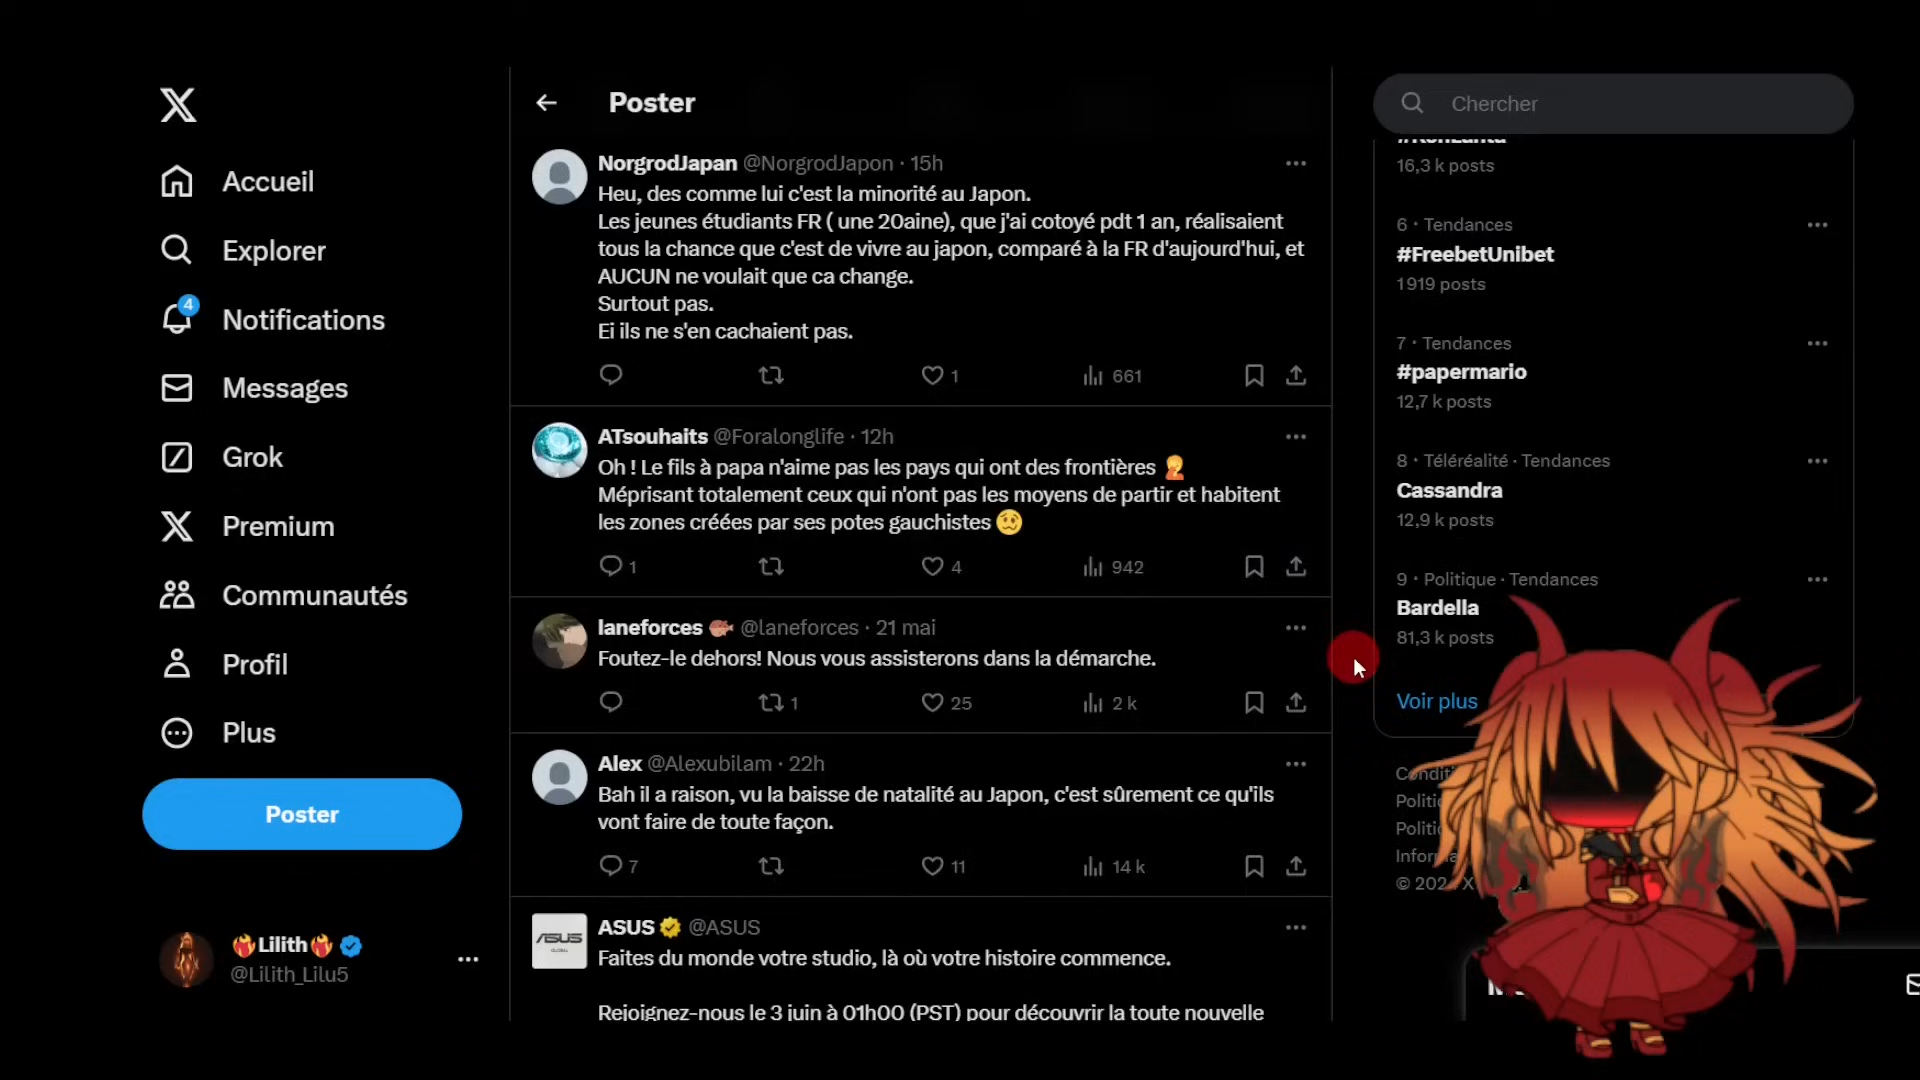 Poster
Chercher
Accueil
Explorer
4
Notifications
Messages
Grok
Premium
Communautés
Profil
Plus
Poster
🔥Lilith🔥
@Lilith_Lilu5
NorgrodJapan @NorgrodJapon · 15h
Heu, des comme lui c'est la minorité au Japon.
Les jeunes étudiants FR ( une 20aine), que j'ai cotoyé pdt 1 an, réalisaient
tous la chance que c'est de vivre au japon, comparé à la FR d'aujourd'hui, et
AUCUN ne voulait que ca change.
Surtout pas.
Ei ils ne s'en cachaient pas.
1 661
ATsouhaits @Foralonglife · 12h
Oh ! Le fils à papa n'aime pas les pays qui ont des frontières 🤦
Méprisant totalement ceux qui n'ont pas les moyens de partir et habitent
les zones créées par ses potes gauchistes 🥴
1 4 942
laneforces 🐡 @laneforces · 21 mai
Foutez-le dehors! Nous vous assisterons dans la démarche.
1 25 2 k
Alex @Alexubilam · 22h
Bah il a raison, vu la baisse de natalité au Japon, c'est sûrement ce qu'ils
vont faire de toute façon.
7 11 14 k
ASUS @ASUS
Faites du monde votre studio, là où votre histoire commence.
Rejoignez-nous le 3 juin à 01h00 (PST) pour découvrir la toute nouvelle
16,3 k posts
6 · Tendances
#FreebetUnibet
1 919 posts
7 · Tendances
#papermario
12,7 k posts
8 · Téléréalité · Tendances
Cassandra
12,9 k posts
9 · Politique · Tendances
Bardella
81,3 k posts
Voir plus